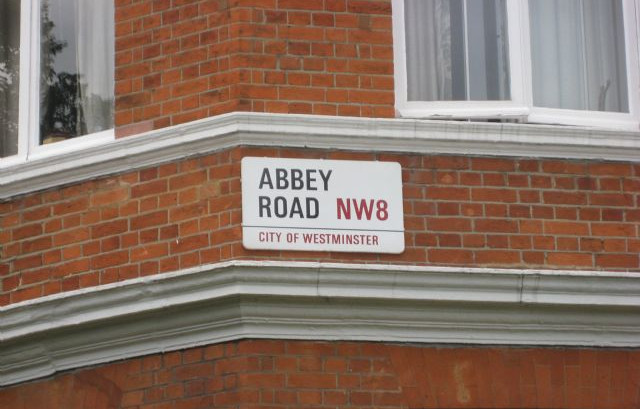 ABBEY
ROAD NW8
CITY OF WESTMINSTER